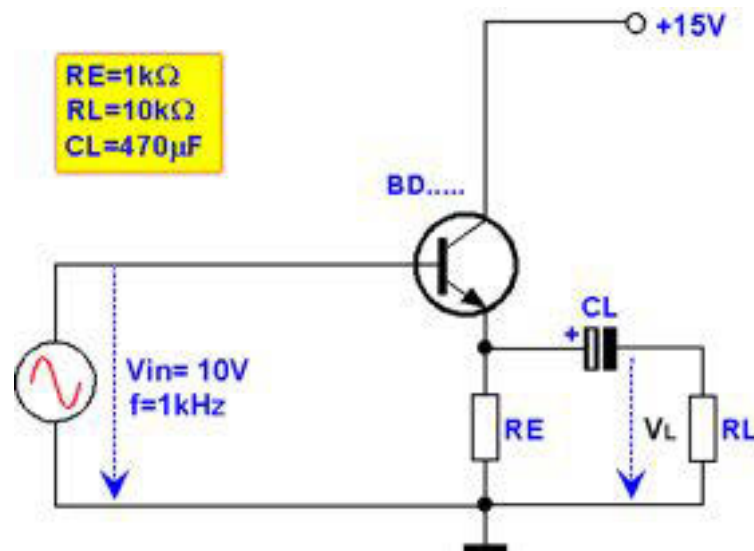 +15V
RE=1kΩ
RL=10kΩ
CL=470µF
BD.....
CL
+
Vin= 10V
f=1kHz
RE
VL
RL